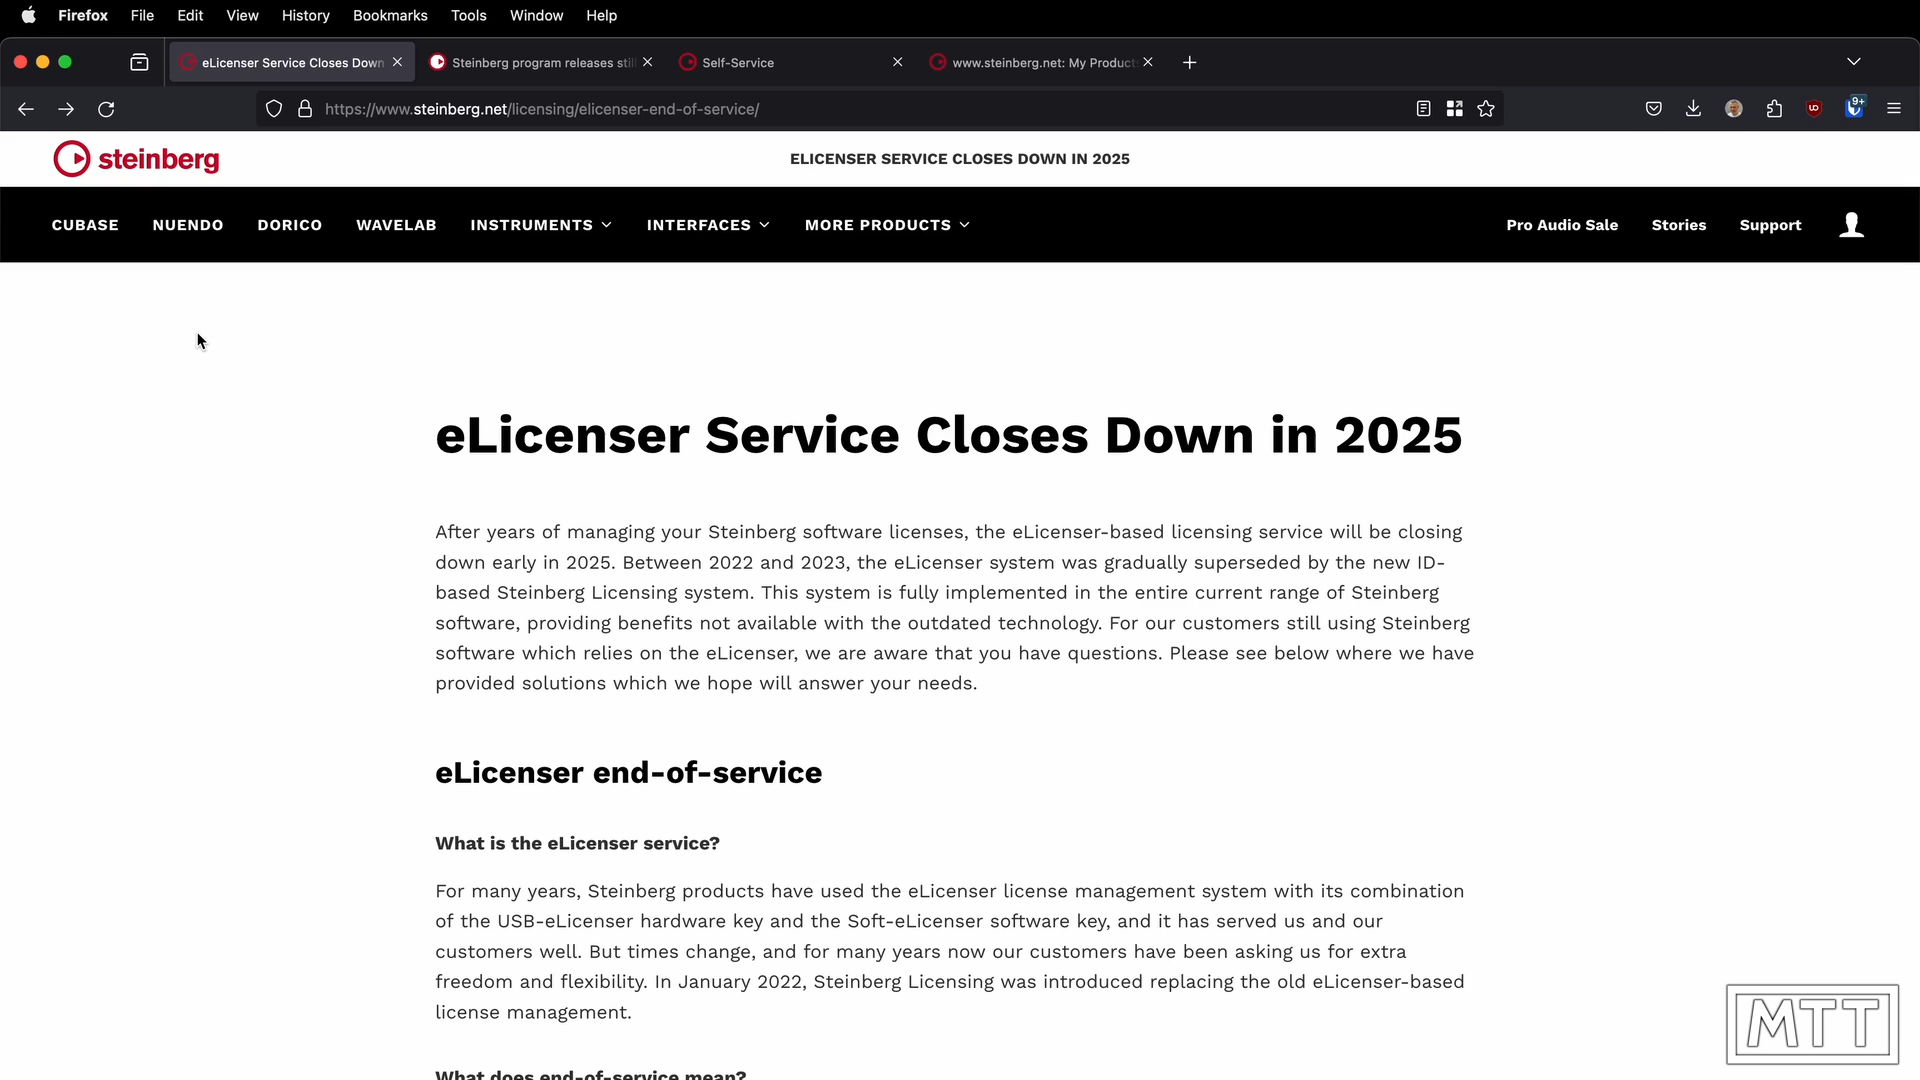 Firefox File Edit View History Bookmarks Tools Window Help
eLicenser Service Closes Down Steinberg program releases still Self-Service www.steinberg.net: My Product
https://www.steinberg.net/licensing/elicenser-end-of-service/
9+
steinberg
ELICENSER SERVICE CLOSES DOWN IN 2025
CUBASE NUENDO DORICO WAVELAB INSTRUMENTS INTERFACES MORE PRODUCTS Pro Audio Sale Stories Support
eLicenser Service Closes Down in 2025
After years of managing your Steinberg software licenses, the eLicenser-based licensing service will be closing
down early in 2025. Between 2022 and 2023, the eLicenser system was gradually superseded by the new ID-
based Steinberg Licensing system. This system is fully implemented in the entire current range of Steinberg
software, providing benefits not available with the outdated technology. For our customers still using Steinberg
software which relies on the eLicenser, we are aware that you have questions. Please see below where we have
provided solutions which we hope will answer your needs.
eLicenser end-of-service
What is the eLicenser service?
For many years, Steinberg products have used the eLicenser license management system with its combination
of the USB-eLicenser hardware key and the Soft-eLicenser software key, and it has served us and our
customers well. But times change, and for many years now our customers have been asking us for extra
freedom and flexibility. In January 2022, Steinberg Licensing was introduced replacing the old eLicenser-based
license management.
MTT
What does end-of-service mean?